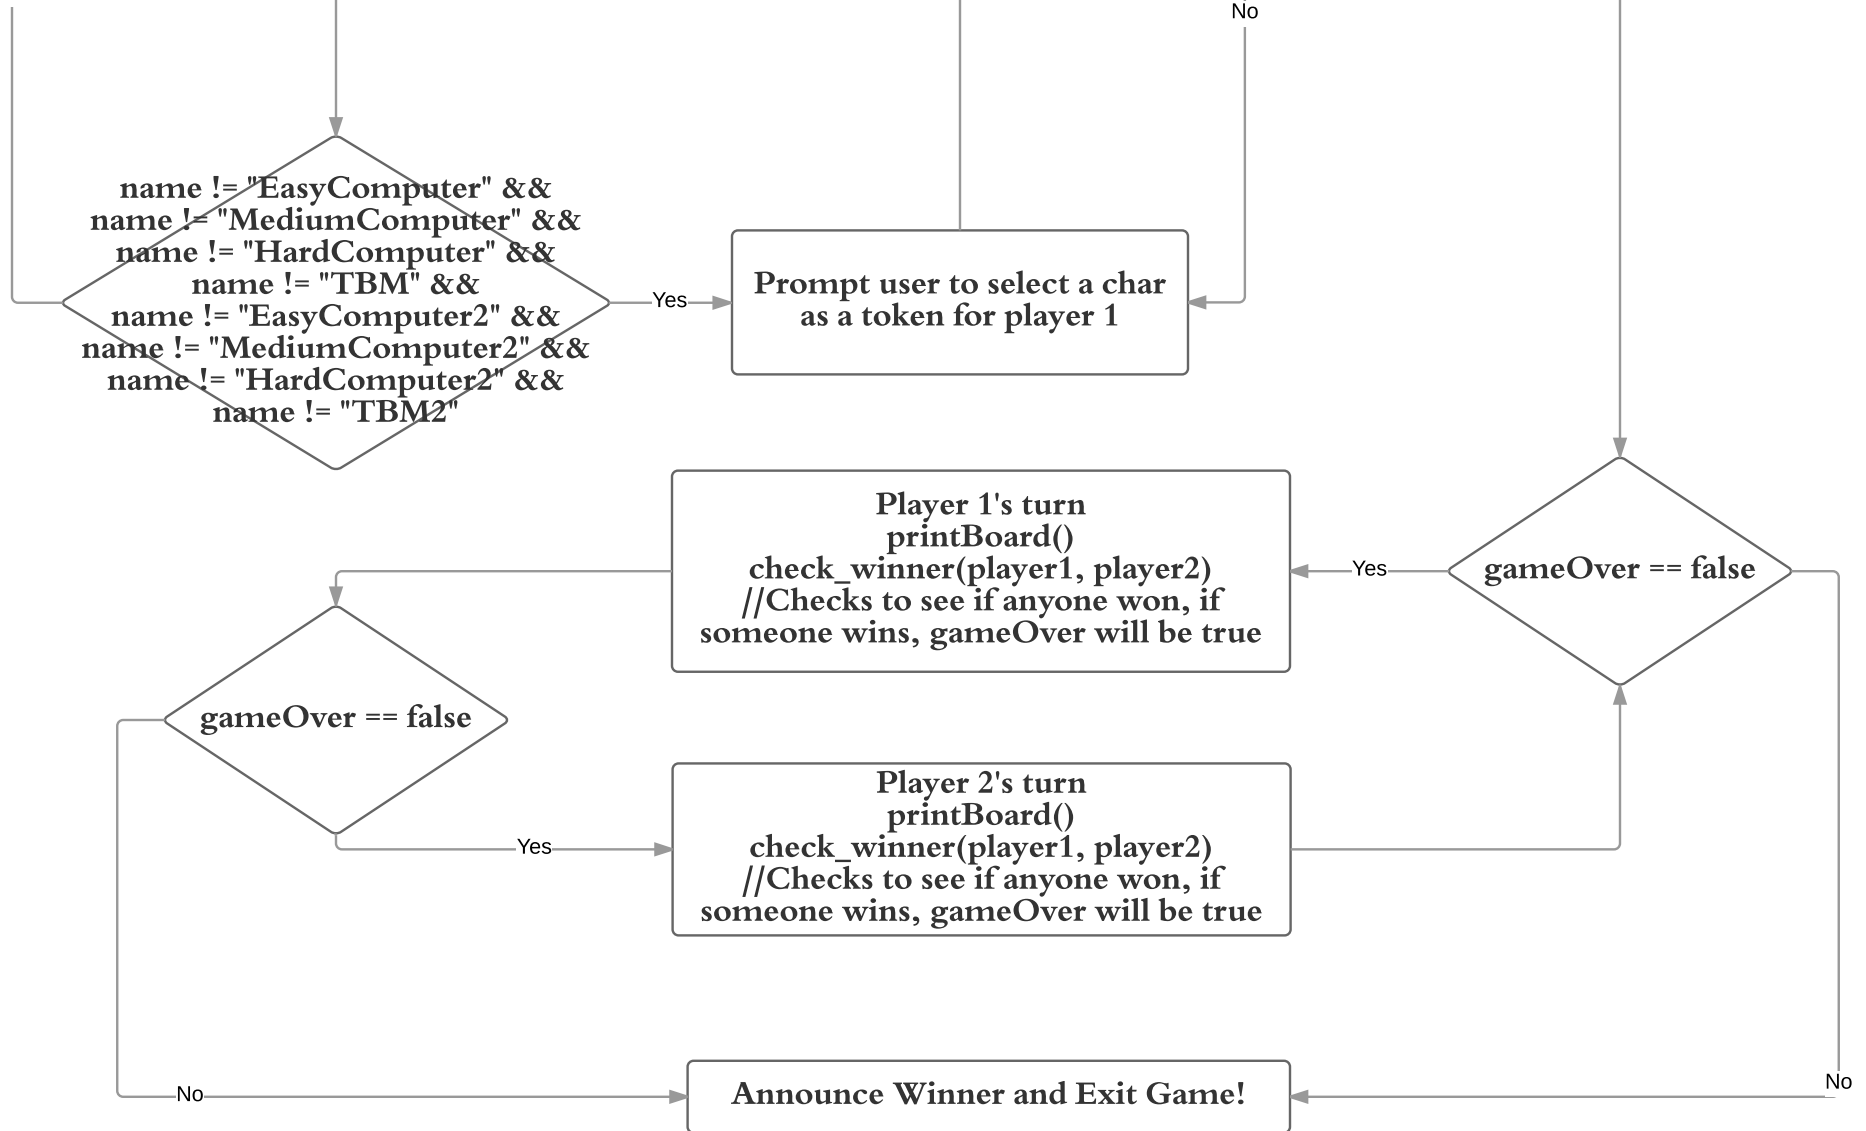 No
name != "EasyComputer" &&
name != "MediumComputer" &&
name != "HardComputer" &&
name != "TBM" &&
name != "EasyComputer2" &&
name != "MediumComputer2" &&
name != "HardComputer2" &&
name != "TBM2"
Yes
Prompt user to select a char
as a token for player 1
Player 1's turn
printBoard()
check_winner(player1, player2)
//Checks to see if anyone won, if
someone wins, gameOver will be true
Yes
gameOver == false
gameOver == false
Yes
Player 2's turn
printBoard()
check_winner(player1, player2)
//Checks to see if anyone won, if
someone wins, gameOver will be true
No
Announce Winner and Exit Game!
No